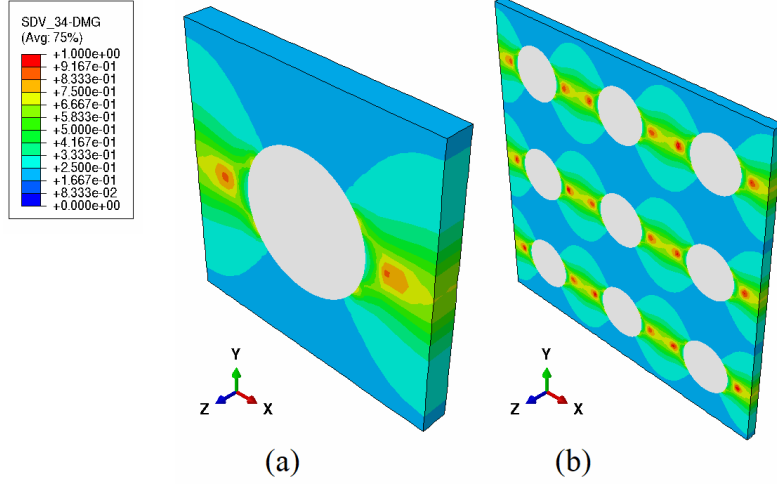 SDV_34-DMG
(Avg: 75%)
+1.000e+00
+9.167e-01
+8.333e-01
+7.500e-01
+6.667e-01
+5.833e-01
+5.000e-01
+4.167e-01
+3.333e-01
+2.500e-01
+1.667e-01
+8.333e-02
+0.000e+00
Y
Z X
Y
Z X
(a) (b)